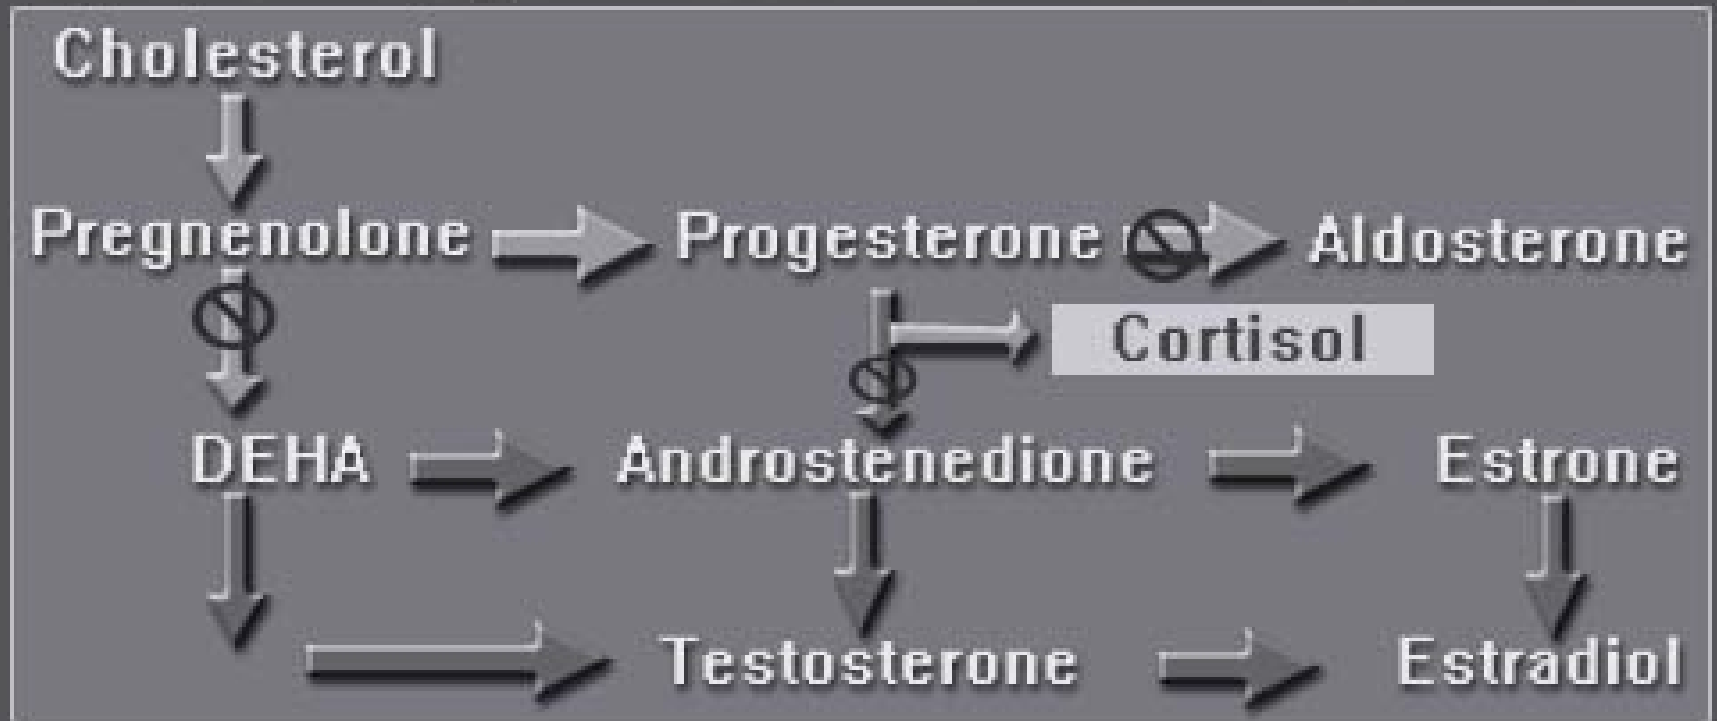 Cholesterol
Pregnenolone Progesterone Aldosterone
Cortisol
DEHA Androstenedione Estrone
Testosterone Estradiol